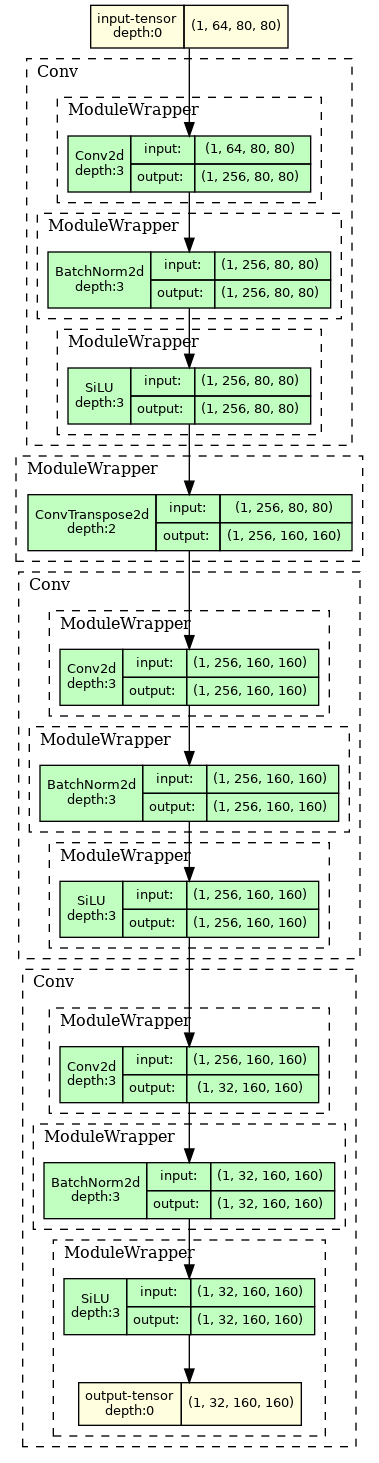 input-tensor
depth:0
(1, 64, 80, 80)
Conv
ModuleWrapper
Conv2d
depth:3
input:
(1, 64, 80, 80)
output:
(1, 256, 80, 80)
ModuleWrapper
BatchNorm2d
depth:3
input:
(1, 256, 80, 80)
output:
(1, 256, 80, 80)
ModuleWrapper
SiLU
depth:3
input:
(1, 256, 80, 80)
output:
(1, 256, 80, 80)
ModuleWrapper
ConvTranspose2d
depth:2
input:
(1, 256, 80, 80)
output:
(1, 256, 160, 160)
Conv
ModuleWrapper
Conv2d
depth:3
input:
(1, 256, 160, 160)
output:
(1, 256, 160, 160)
ModuleWrapper
BatchNorm2d
depth:3
input:
(1, 256, 160, 160)
output:
(1, 256, 160, 160)
ModuleWrapper
SiLU
depth:3
input:
(1, 256, 160, 160)
output:
(1, 256, 160, 160)
Conv
ModuleWrapper
Conv2d
depth:3
input:
(1, 256, 160, 160)
output:
(1, 32, 160, 160)
ModuleWrapper
BatchNorm2d
depth:3
input:
(1, 32, 160, 160)
output:
(1, 32, 160, 160)
ModuleWrapper
SiLU
depth:3
input:
(1, 32, 160, 160)
output:
(1, 32, 160, 160)
output-tensor
depth:0
(1, 32, 160, 160)